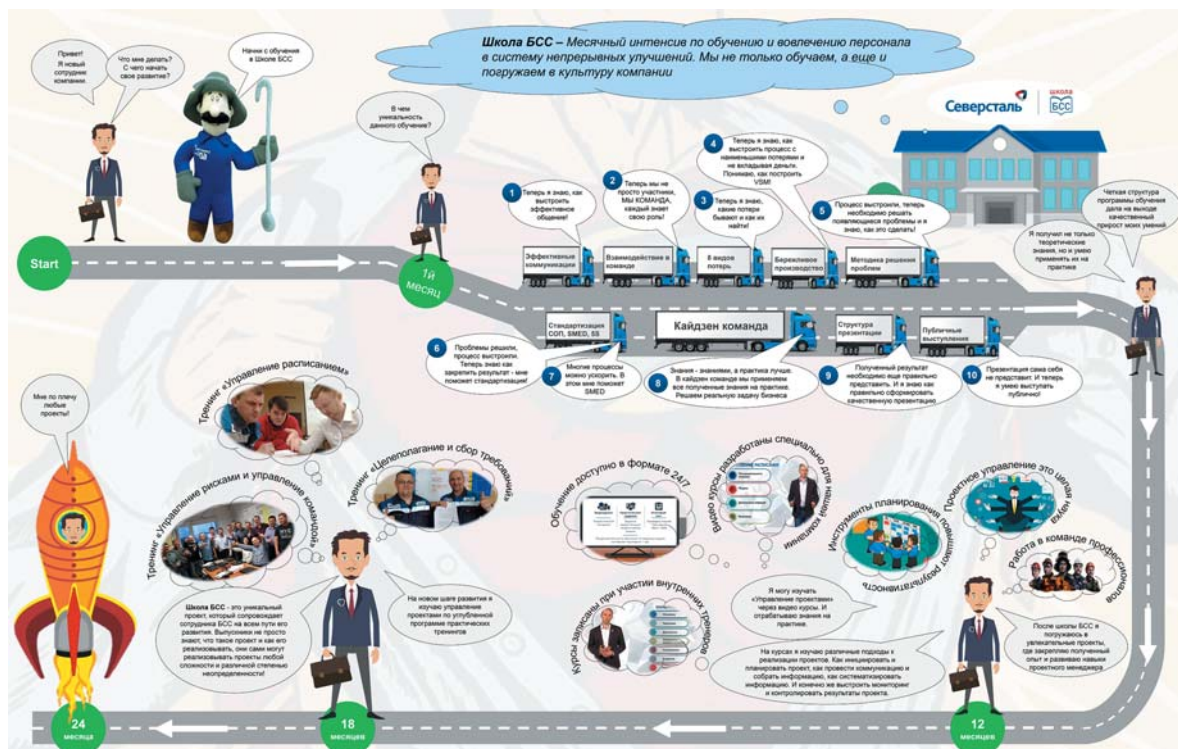 Школа БСС – Месячный интенсив по обучению и вовлечению персонала
в систему непрерывных улучшений. Мы не только обучаем, а еще и
погружаем в культуру компании
Привет!
Я новый
сотрудник
компании.
Что мне делать?
С чего начать
свое развитие?
Начни с обучения
в Школе БСС
В чем
уникальность
данного обучение?
Северсталь
школа
БСС
Start
1й
месяц
1
Теперь я знаю, как
выстроить
эффективное
общение!
2
Теперь мы не
просто участники,
МЫ КОМАНДА,
каждый знает
свою роль!
3
Теперь я знаю,
какие потери
бывают и как их
найти!
4
Теперь я знаю, как
выстроить процесс с
наименьшими потерями и
не вкладывая деньги.
Понимаю, как построить
VSM!
5
Процесс выстроили, теперь
необходимо решать
появляющиеся проблемы и я
знаю, как это сделать!
Эффективные
коммуникации
Взаимодействие в
команде
8 видов
потерь
Бережливое
производство
Методика решения
проблем
Я получил не только
теоретические
знания, но и умею
применять их на
практике
Четкая структура
программы обучения
дала на выходе
качественный
прирост моих умений
Стандартизация
СОП, SMED, 5S
Кайдзен команда
Структура
презентации
Публичные
выступления
6
Проблемы решили,
процесс выстроили.
Теперь знаю как
закрепить результат - мне
поможет стандартизация!
7
Многие процессы
можно ускорить. В
этом мне поможет
SMED
8
Знания - знаниями, а практика лучше.
В кайдзен команде мы применяем
все полученные знания на практике.
Решаем реальную задачу бизнеса
9
Полученный результат
необходимо еще правильно
представить. И я знаю как
правильно сформировать
качественную презентацию
10
Презентация сама себя
не представит. И теперь
я умею выступать
публично!
Проектное управление это целая наука
Работа в команде профессионалов
Инструменты планирования повышают результативность
После школы БСС я
погружаюсь в
увлекательные проекты,
где закрепляю полученный
опыт и развиваю навыки
проектного менеджера
12
месяцев
Видео курсы разработаны специально для нашей компании
Обучение доступно в формате 24/7
Курсы записаны при участии внутренних тренеров
Я могу изучать
«Управление проектами»
через видео курсы. И
отрабатываю знания на
практике.
На курсах я изучаю различные подходы к
реализации проектов. Как инициировать и
планировать проект, как провести коммуникацию и
собрать информацию, как систематизировать
информацию. И конечно же выстроить мониторинг
и контролировать результаты проекта.
Тренинг «Управление расписанием»
Тренинг «Целеполагание и сбор требований»
Тренинг «Управление рисками и управление командой»
На новом шаге развития я
изучаю управление
проектами по углубленной
программе практических
тренингов
Школа БСС - это уникальный
проект, который сопровождает
сотрудника БСС на всем пути его
развития. Выпускники не просто
знают, что такое проект и как его
реализовывать, они сами могут
реализовывать проекты любой
сложности и различной степенью
неопределенности!
18
месяцев
Мне по плечу
любые
проекты!
24
месяца